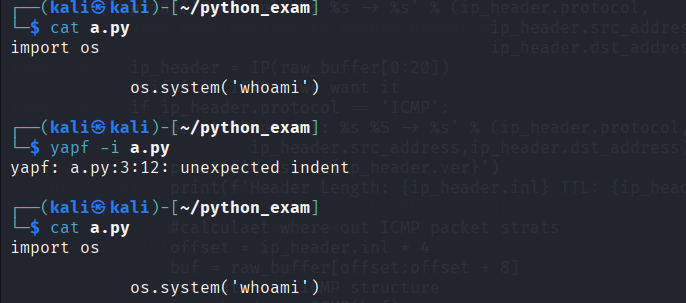 ┌──(kali㉿kali)-[~/python_exam]
└─$ cat a.py
import os
os.system('whoami')
┌──(kali㉿kali)-[~/python_exam]
└─$ yapf -i a.py
yapf: a.py:3:12: unexpected indent
┌──(kali㉿kali)-[~/python_exam]
└─$ cat a.py
import os
os.system('whoami')